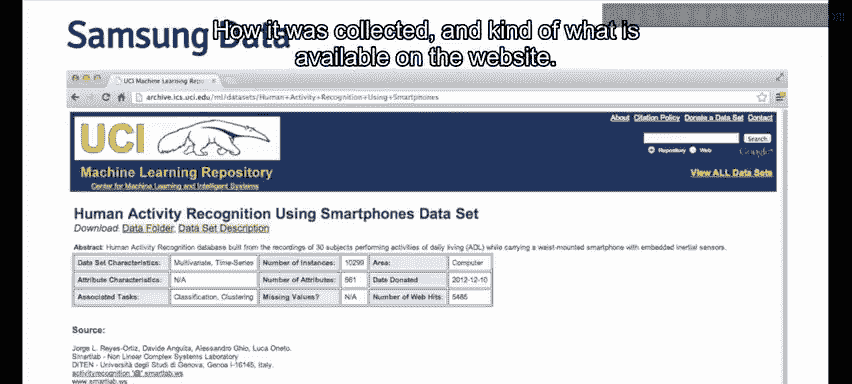 Samsung Data
How it was collected, and kind of what is
available on the website.
UCI Machine Learning Repo
archive.ics.uci.edu/ml/datasets/Human+Activity+Recognition+Using+Smartphones
About Citation Policy Donate a Data Set Contact
UCI
Search
Repository Web
Google
Machine Learning Repository
View ALL Data Sets
Center for Machine Learning and Intelligent Systems
Human Activity Recognition Using Smartphones Data Set
Download: Data Folder, Data Set Description
Abstract: Human Activity Recognition database built from the recordings of 30 subjects performing activities of daily living (ADL) while carrying a waist-mounted smartphone with embedded inertial sensors.
Data Set Characteristics: Multivariate, Time-Series Number of Instances: 10299 Area: Computer
Attribute Characteristics: N/A Number of Attributes: 561 Date Donated 2012-12-10
Associated Tasks: Classification, Clustering Missing Values? N/A Number of Web Hits: 5485
Source:
Jorge L. Reyes-Ortiz, Davide Anguita, Alessandro Ghio, Luca Oneto.
Smartlab - Non Linear Complex Systems Laboratory
DITEN - Università degli Studi di Genova, Genoa I-16145, Italy.
activityrecognition '@' smartlab.ws
www.smartlab.ws